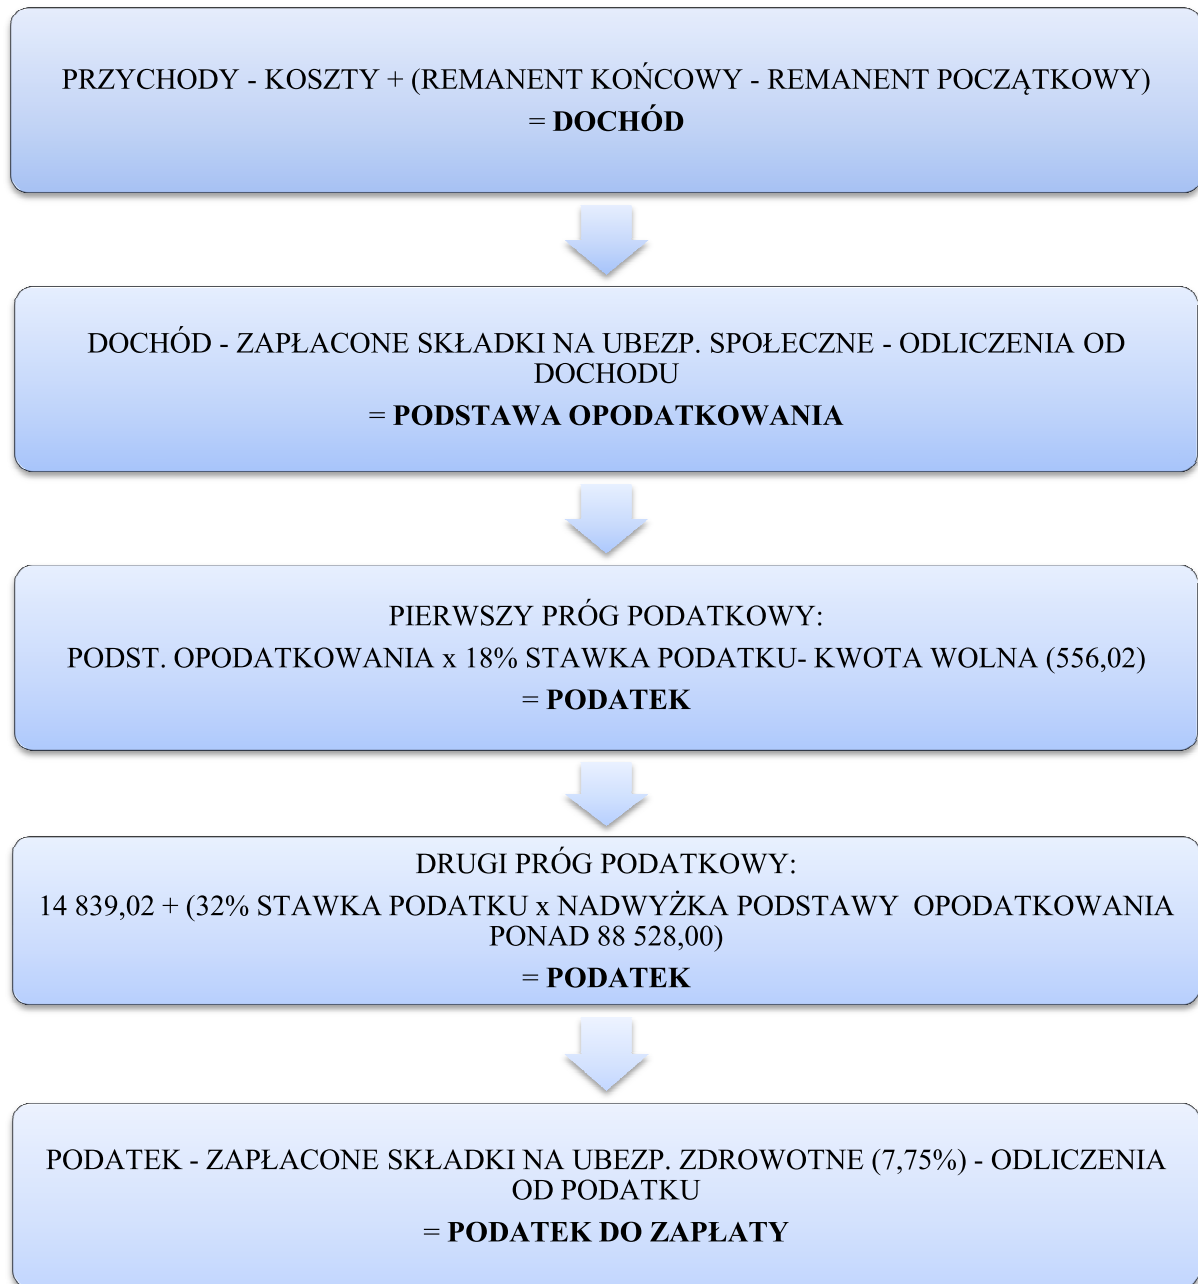 PRZYCHODY - KOSZTY + (REMANENT KOŃCOWY - REMANENT POCZĄTKOWY)
= DOCHÓD
DOCHÓD - ZAPŁACONE SKŁADKI NA UBEZP. SPOŁECZNE - ODLICZENIA OD
DOCHODU
= PODSTAWA OPODATKOWANIA
PIERWSZY PRÓG PODATKOWY:
PODST. OPODATKOWANIA x 18% STAWKA PODATKU- KWOTA WOLNA (556,02)
= PODATEK
DRUGI PRÓG PODATKOWY:
14 839,02 + (32% STAWKA PODATKU x NADWYŻKA PODSTAWY OPODATKOWANIA
PONAD 88 528,00)
= PODATEK
PODATEK - ZAPŁACONE SKŁADKI NA UBEZP. ZDROWOTNE (7,75%) - ODLICZENIA
OD PODATKU
= PODATEK DO ZAPŁATY